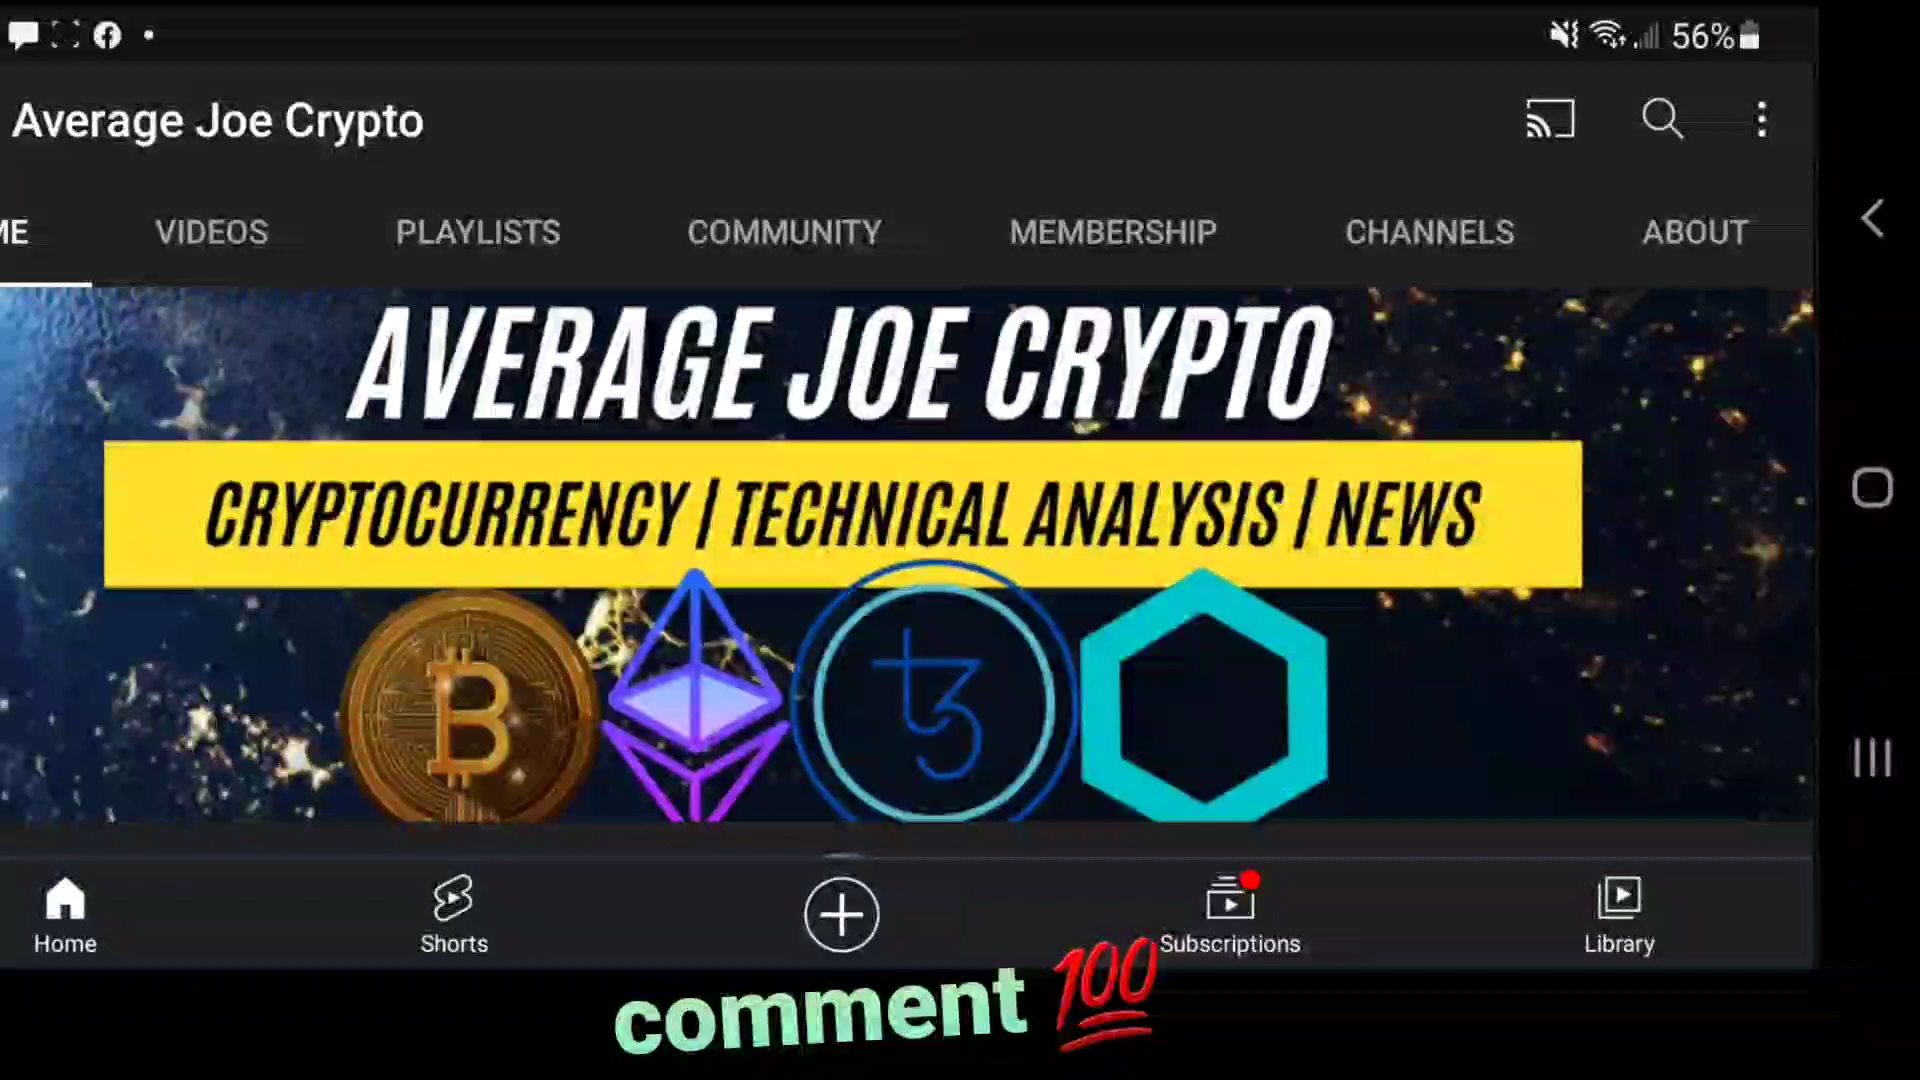 56%
Average Joe Crypto
ME VIDEOS PLAYLISTS COMMUNITY MEMBERSHIP CHANNELS ABOUT
AVERAGE JOE CRYPTO
CRYPTOCURRENCY | TECHNICAL ANALYSIS | NEWS
Home Shorts Subscriptions Library
comment 💯